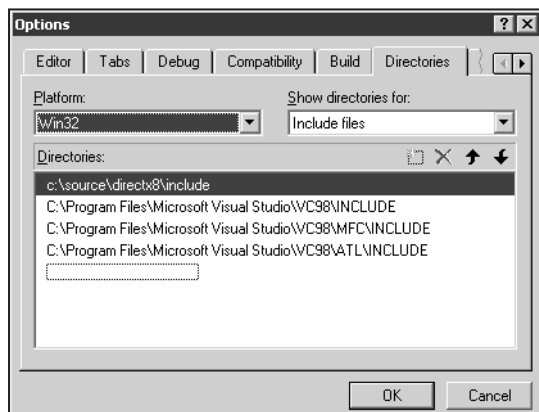 Options
Editor Tabs Debug Compatibility Build Directories
Platform: Show directories for:
Win32 Include files
Directories:
c:\source\directx8\include
C:\Program Files\Microsoft Visual Studio\VC98\INCLUDE
C:\Program Files\Microsoft Visual Studio\VC98\MFC\INCLUDE
C:\Program Files\Microsoft Visual Studio\VC98\ATL\INCLUDE
OK Cancel